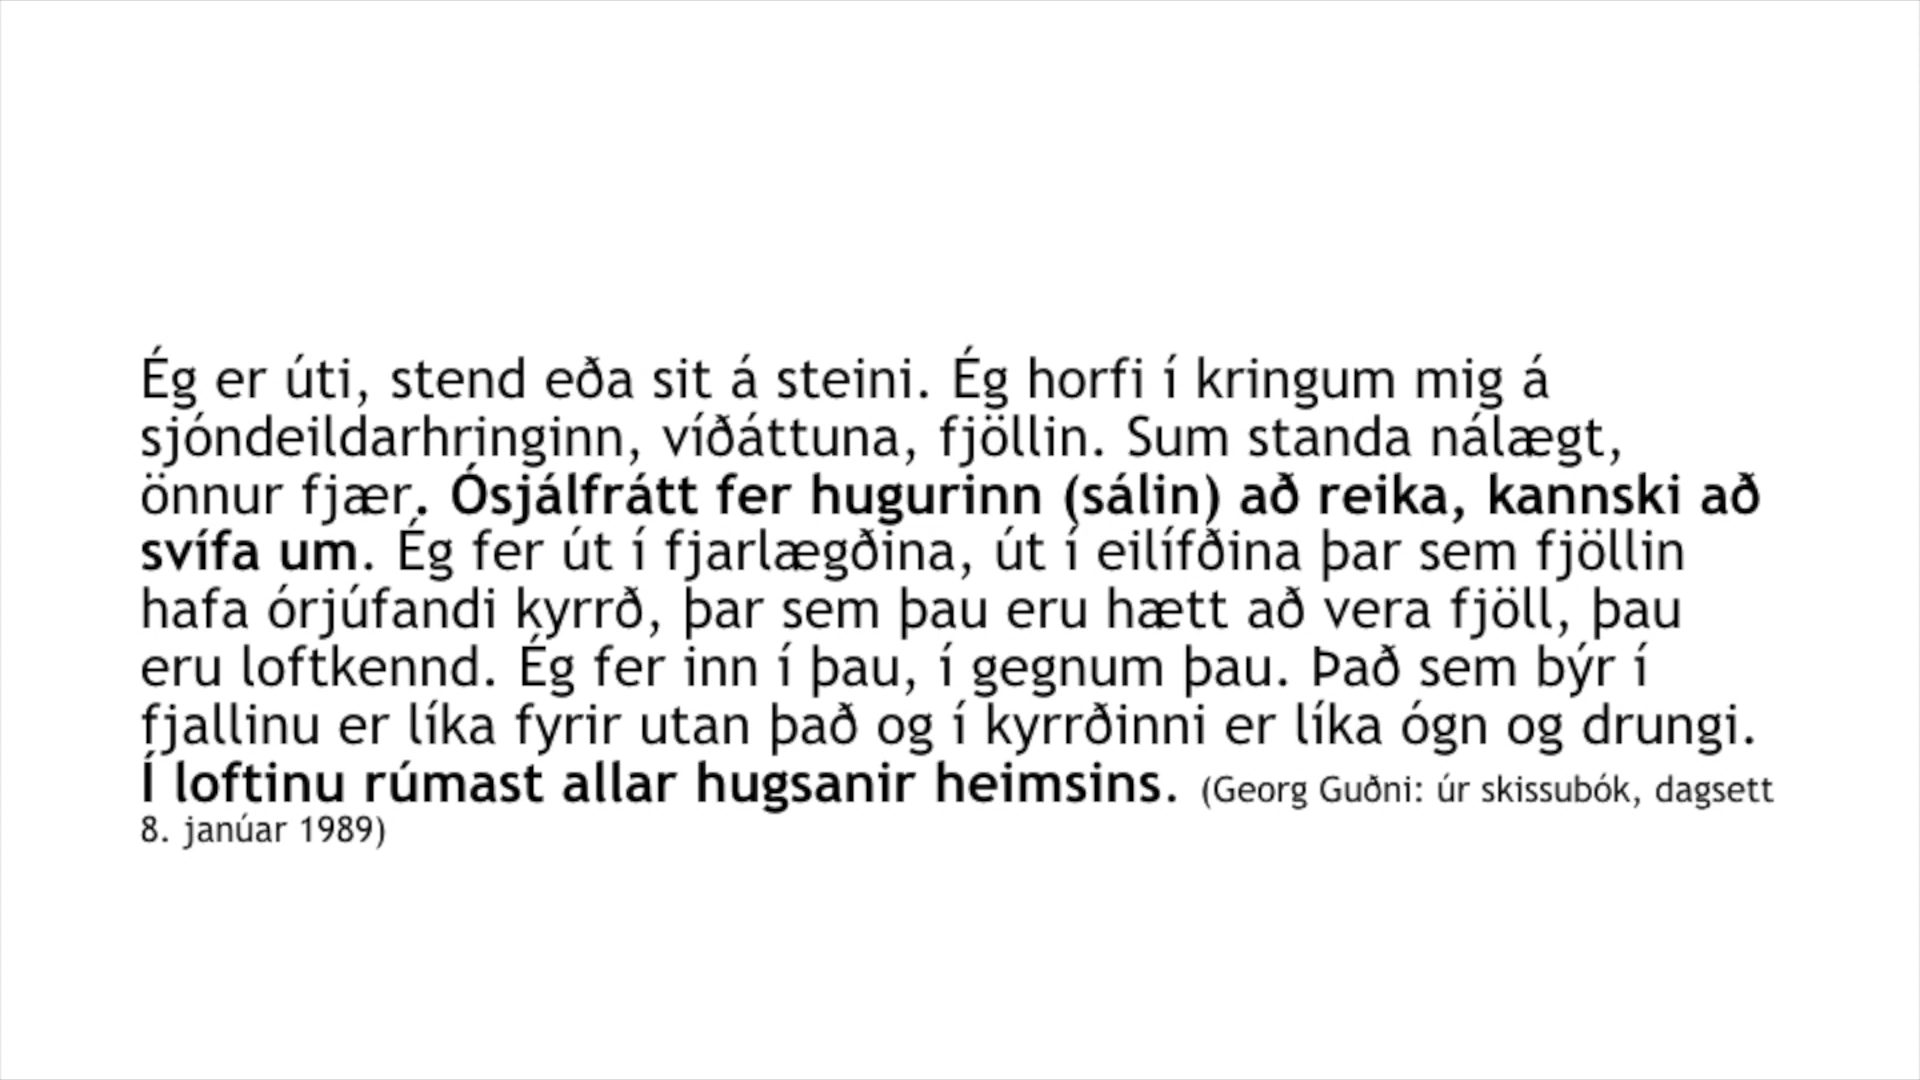 Ég er úti, stend eða sit á steini. Ég horfi í kringum mig á
sjóndeildarhringinn, víðáttuna, fjöllin. Sum standa nálægt,
önnur fjær. Ósjálfrátt fer hugurinn (sálin) að reika, kannski að
svífa um. Ég fer út í fjarlægðina, út í eilífðina þar sem fjöllin
hafa órjúfandi kyrrð, þar sem þau eru hætt að vera fjöll, þau
eru loftkennd. Ég fer inn í þau, í gegnum þau. Það sem býr í
fjallinu er líka fyrir utan það og í kyrrðinni er líka ógn og drungi.
Í loftinu rúmast allar hugsanir heimsins. (Georg Guðni: úr skissubók, dagsett
8. janúar 1989)